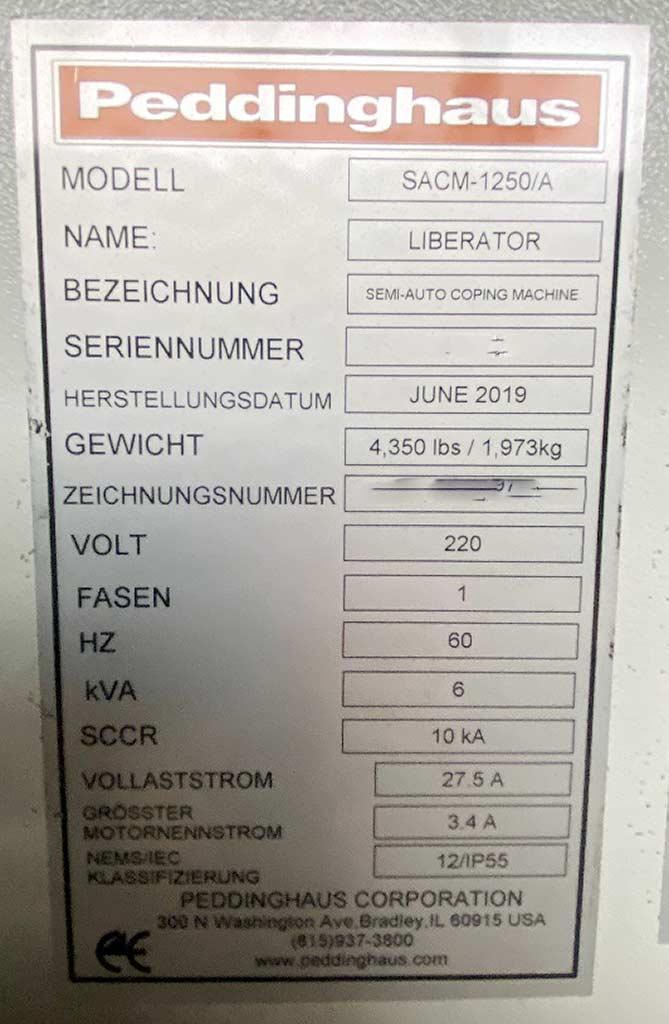 Peddinghaus
MODELL SACM-1250/A
NAME: LIBERATOR
BEZEICHNUNG SEMI-AUTO COPING MACHINE
SERIENNUMMER
HERSTELLUNGSDATUM JUNE 2019
GEWICHT 4,350 lbs / 1,973kg
ZEICHNUNGSNUMMER
VOLT 220
FASEN 1
HZ 60
kVA 6
SCCR 10 kA
VOLLASTSTROM 27.5 A
GRÖSSTER
MOTORNENNSTROM 3.4 A
NEMS/IEC
KLASSIFIZIERUNG 12/IP55
PEDDINGHAUS CORPORATION
300 N Washington Ave,Bradley,IL 60915 USA
(815)937-3800
www.peddinghaus.com
CE